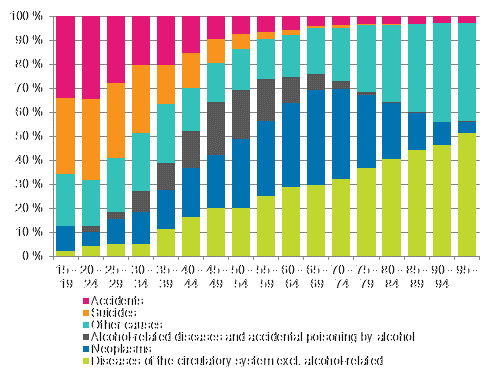 100 %
90 %
80 %
70 %
60 %
50 %
40 %
30 %
20 %
10 %
0 %
15 - 20 - 25 - 30 - 35 - 40 - 45 - 50 - 55 - 60 - 65 - 70 - 75 - 80 - 85 - 90 - 95 -
19 24 29 34 39 44 49 54 59 64 69 74 79 84 89 94
Accidents
Suicides
Other causes
Alcohol-related diseases and accidental poisoning by alcohol
Neoplasms
Diseases of the circulatory system excl. alcohol-related